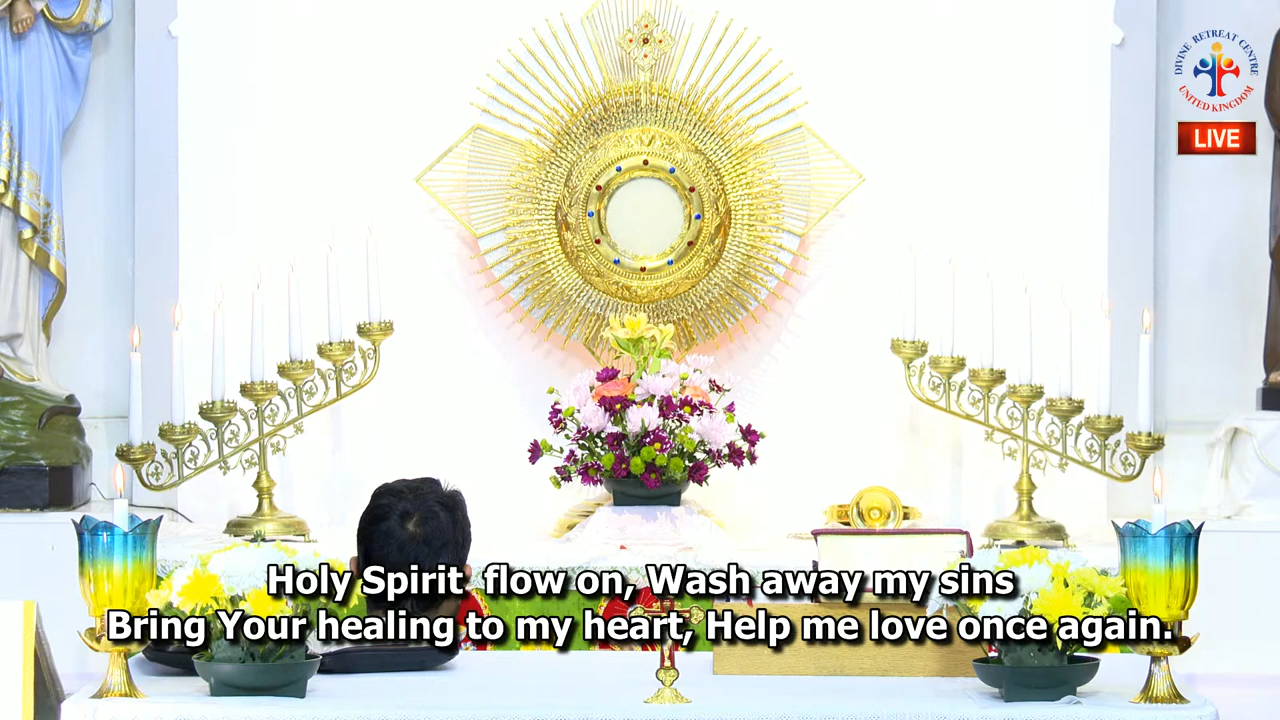 DIVINE RETREAT CENTRE
UNITED KINGDOM
LIVE
Holy Spirit  flow on, Wash away my sins
Bring Your healing to my heart, Help me love once again.